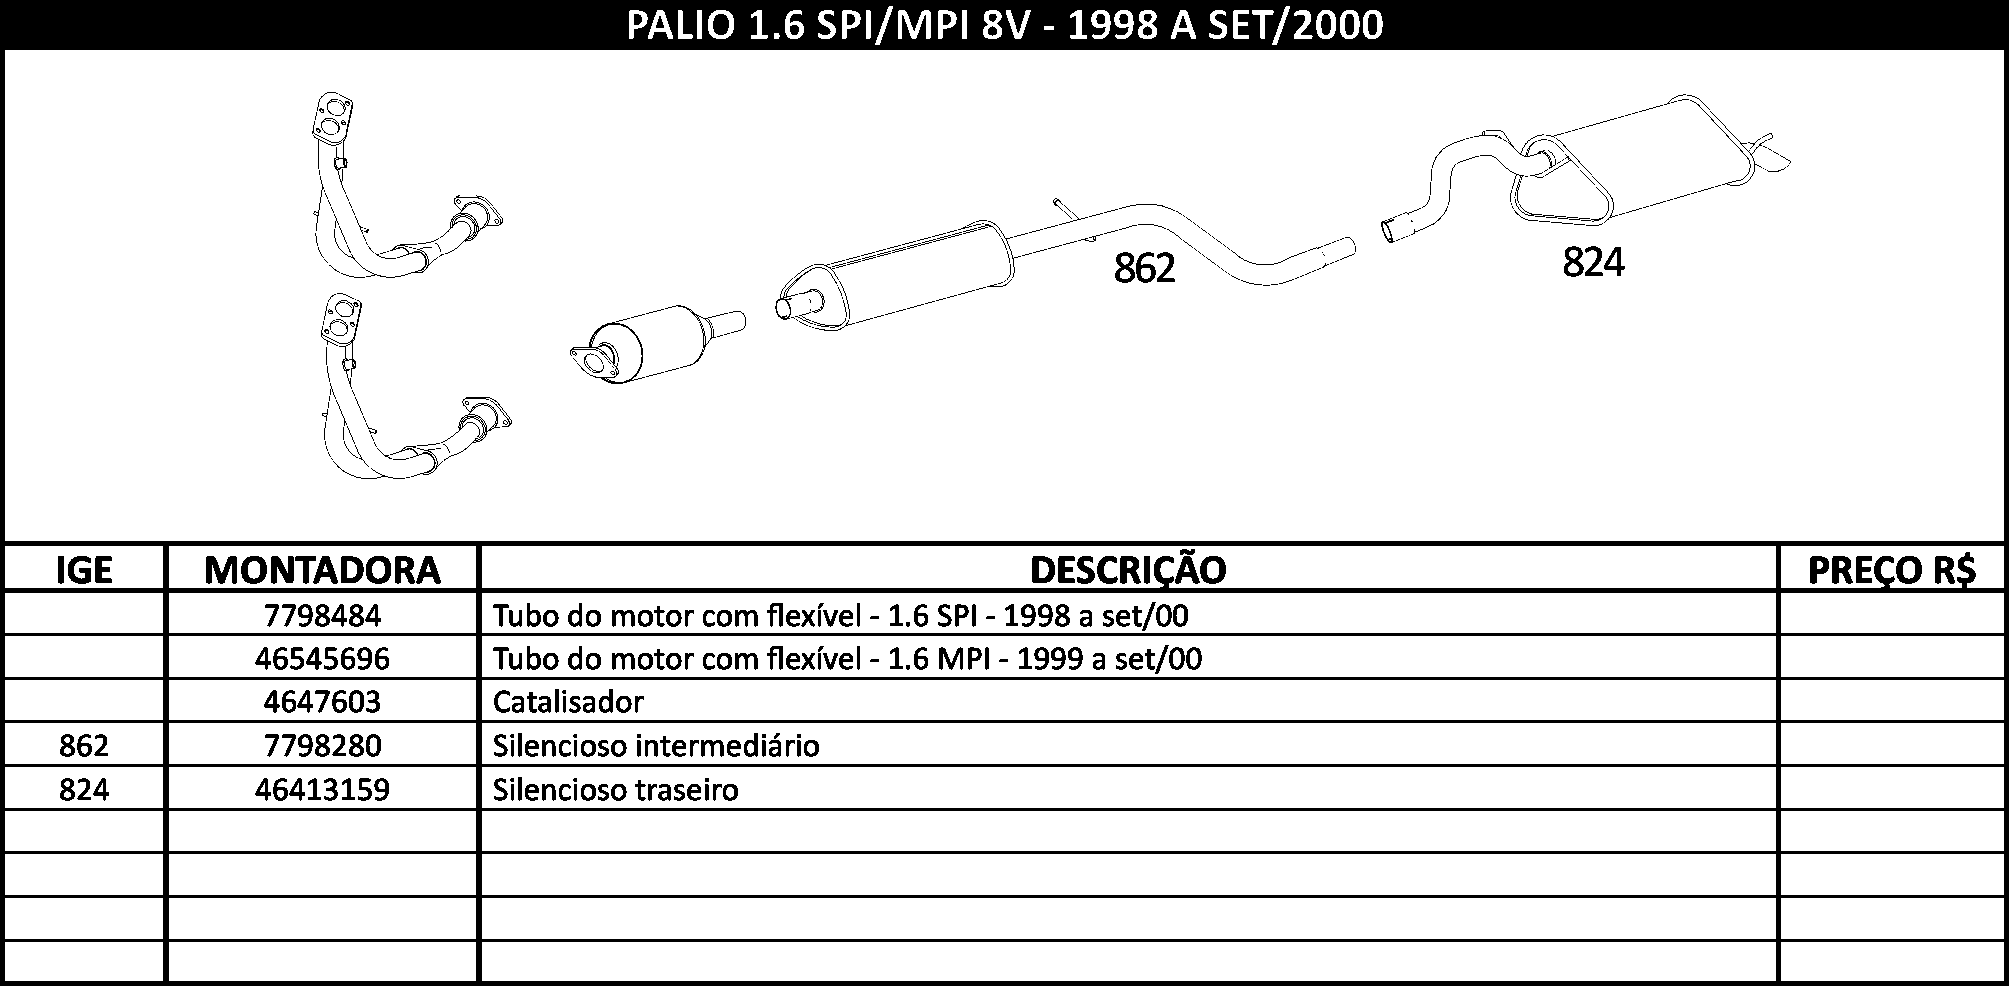 PALIO 1.6 SPI/MPI 8V - 1998 A SET/2000
862
824
IGE MONTADORA DESCRIÇÃO PREÇO R$
7798484 Tubo do motor com flexível - 1.6 SPI - 1998 a set/00
46545696 Tubo do motor com flexível - 1.6 MPI - 1999 a set/00
4647603 Catalisador
862 7798280 Silencioso intermediário
824 46413159 Silencioso traseiro